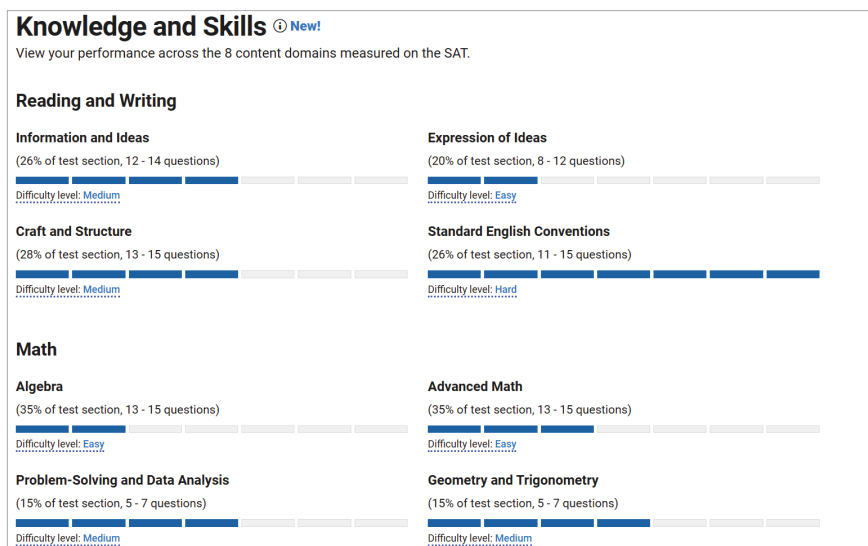 Knowledge and Skills ⓘ New!
View your performance across the 8 content domains measured on the SAT.
Reading and Writing
Information and Ideas
(26% of test section, 12 - 14 questions)
Difficulty level: Medium
Expression of Ideas
(20% of test section, 8 - 12 questions)
Difficulty level: Easy
Craft and Structure
(28% of test section, 13 - 15 questions)
Difficulty level: Medium
Standard English Conventions
(26% of test section, 11 - 15 questions)
Difficulty level: Hard
Math
Algebra
(35% of test section, 13 - 15 questions)
Difficulty level: Easy
Advanced Math
(35% of test section, 13 - 15 questions)
Difficulty level: Easy
Problem-Solving and Data Analysis
(15% of test section, 5 - 7 questions)
Difficulty level: Medium
Geometry and Trigonometry
(15% of test section, 5 - 7 questions)
Difficulty level: Medium